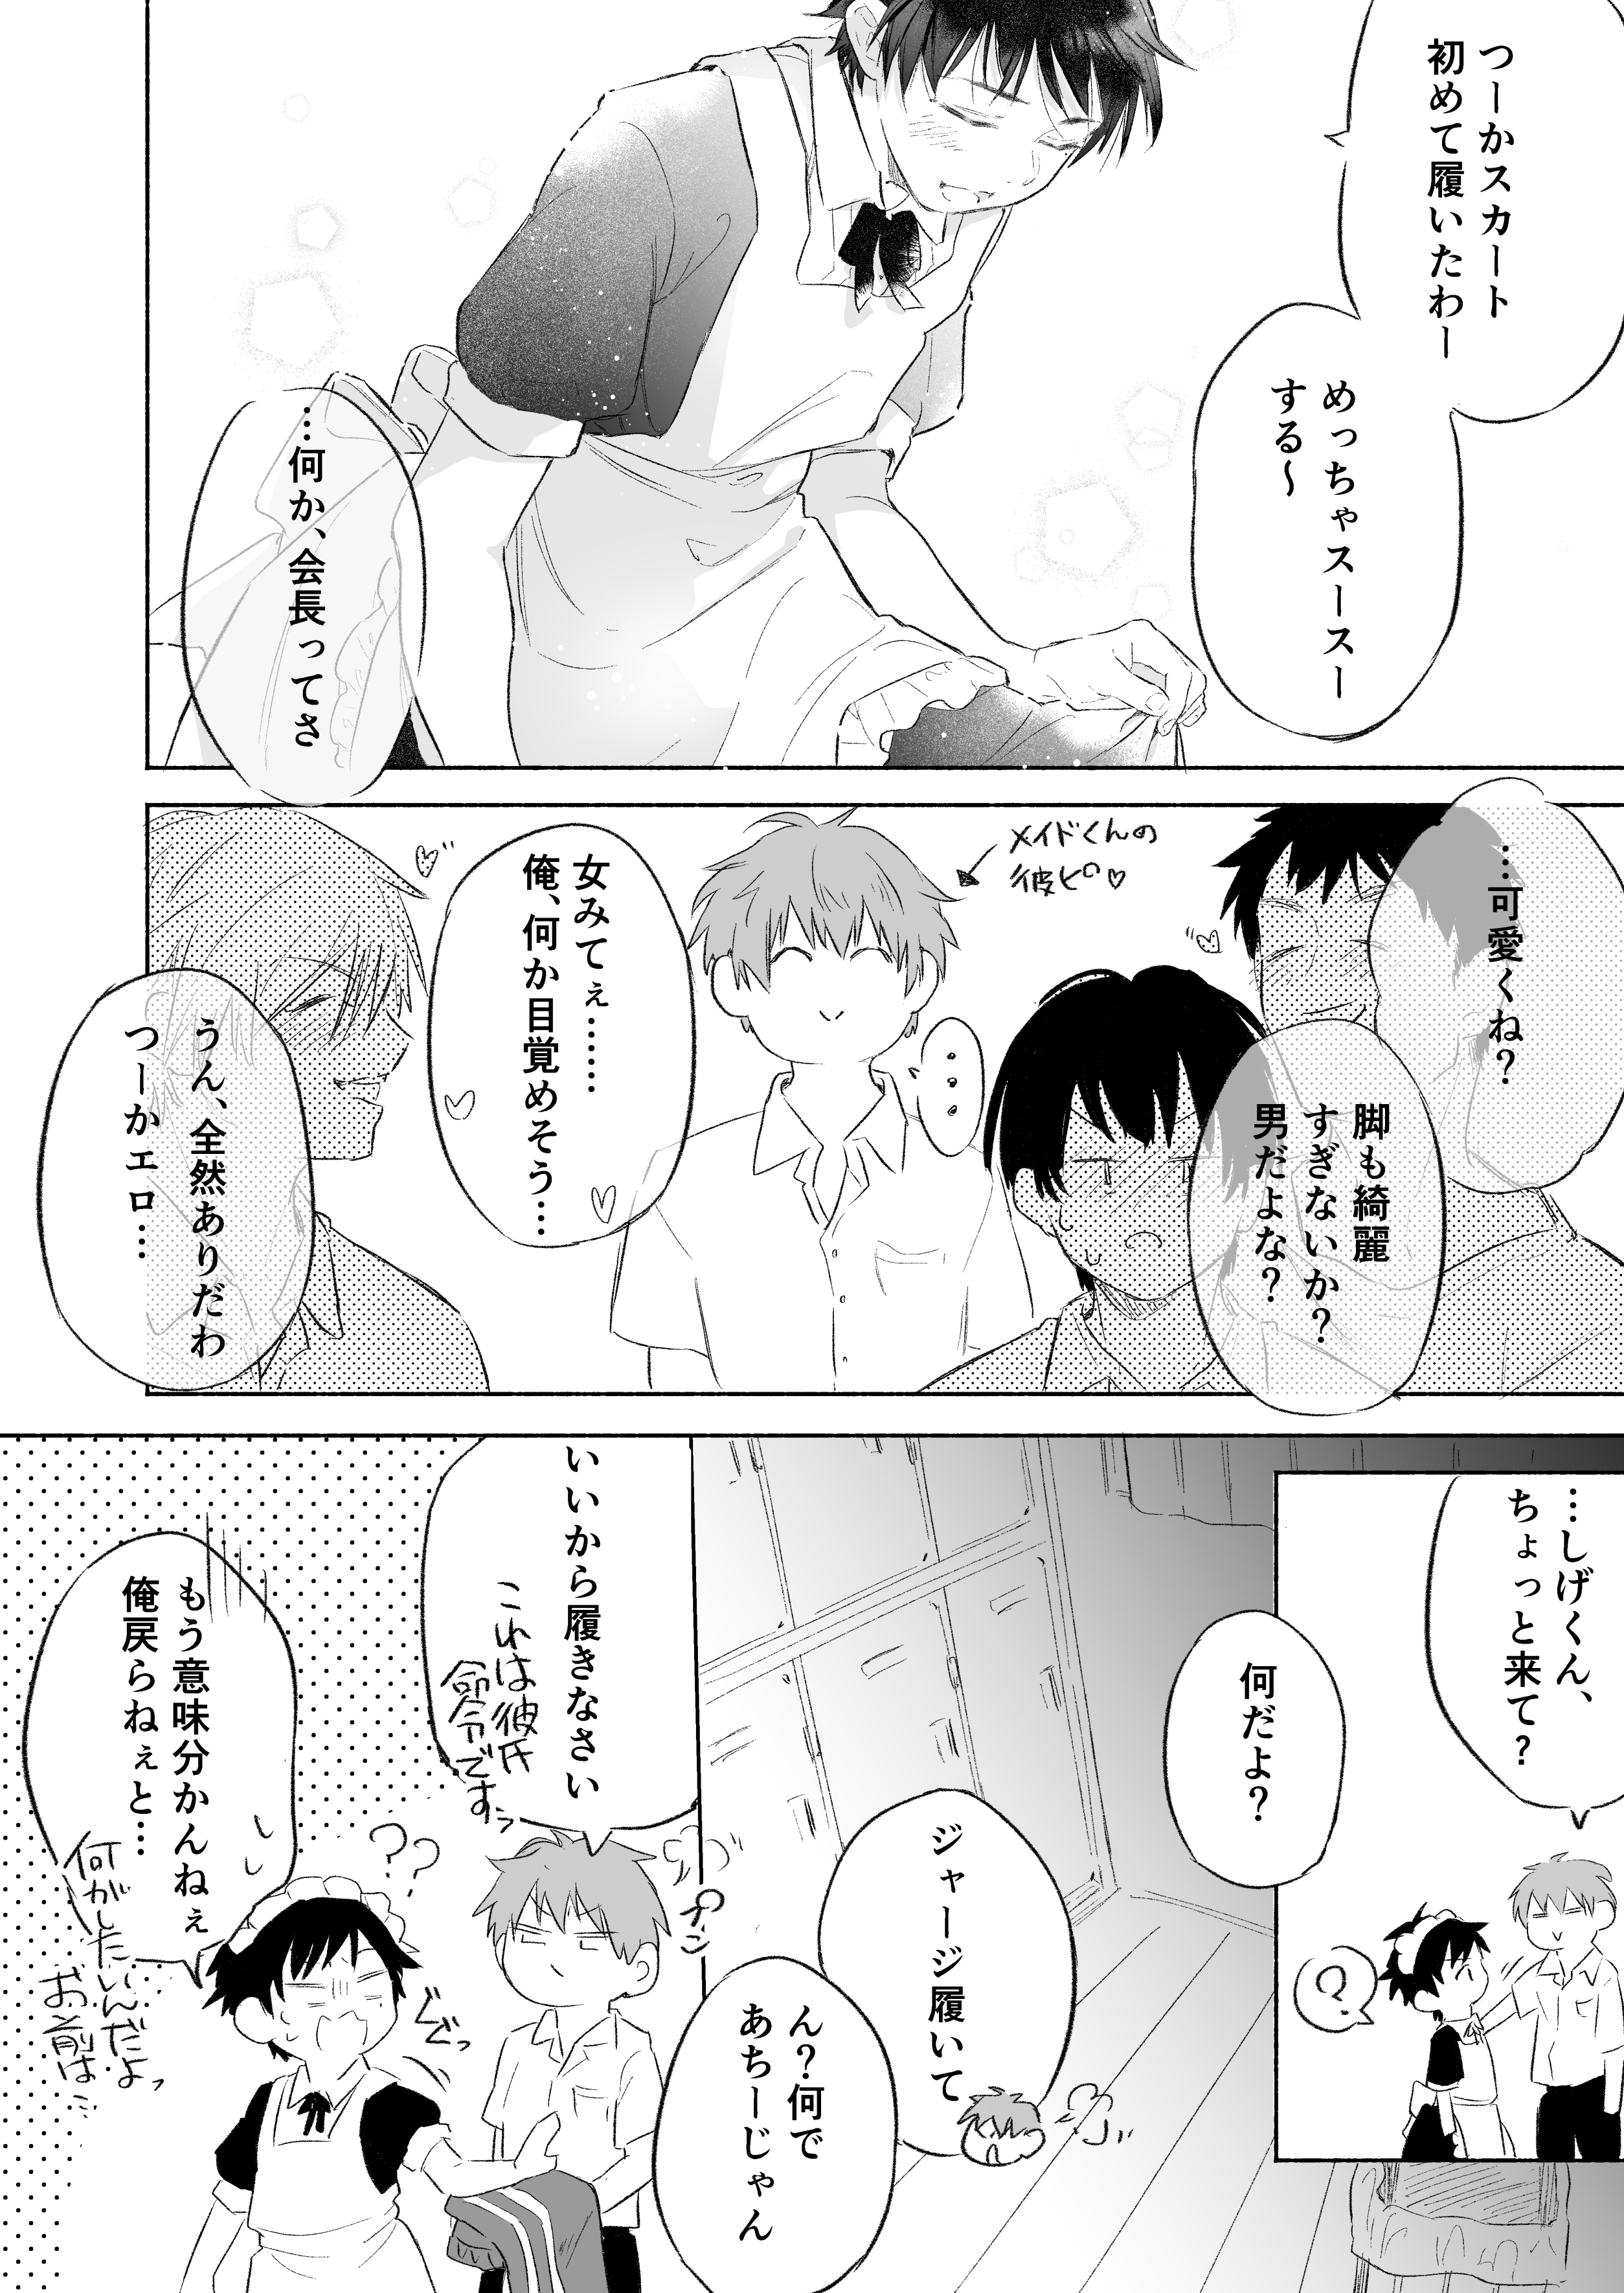 つーかスカート
初めて履いたわー
めっちゃスースー
する～
…何か、会長ってさ
…可愛くね？
脚も綺麗
すぎないか？
男だよな？
メイドくんの
彼ピ♡
…
女みてぇ……
俺、何か目覚めそう…
うん、全然ありだわ
つーかエロ…
…しげくん、
ちょっと来て？
何だよ？
？
ジャージ履いて
ん？何で
あちーじゃん
いいから履きなさい
これは彼氏
命令ですっ
プンッ
ぐぐっ
？？
もう意味分かんねぇ
俺戻らねぇと…
何がしたいんだよっ
お前は…